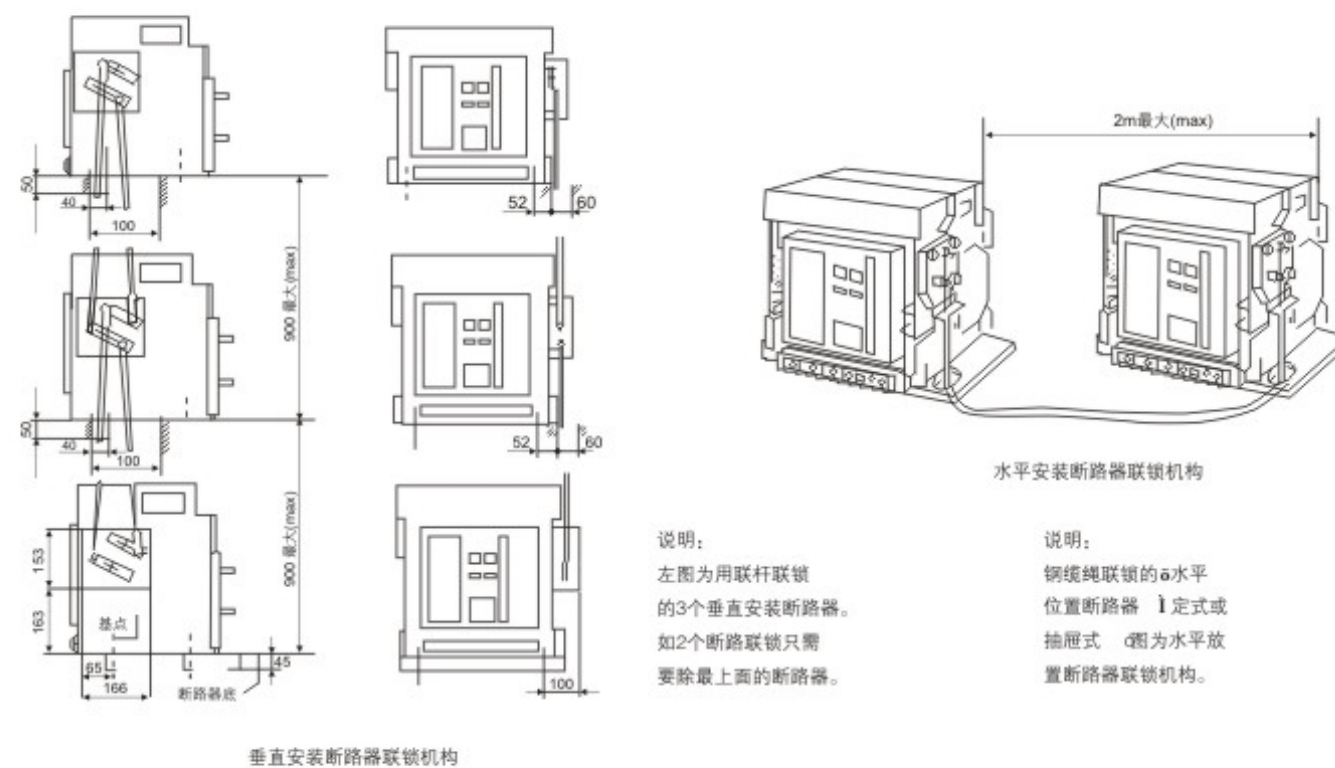 50
40
100
52
60
900 最大(max)
50
40
100
52
60
900 最大(max)
153
163
基点
65
166
断路器底
45
100
垂直安装断路器联锁机构
2m最大(max)
水平安装断路器联锁机构
说明:
左图为用联杆联锁
的3个垂直安装断路器。
如2个断路联锁只需
要除最上面的断路器。
说明:
钢缆绳联锁的 水平
位置断路器 定式或
抽屉式 图为水平放
置断路器联锁机构。